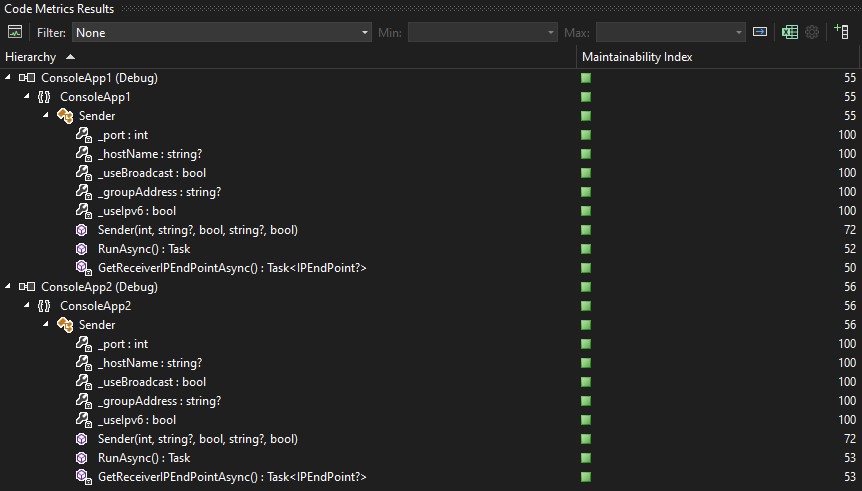 Code Metrics Results
Filter: None Min: Max:
Hierarchy Maintainability Index
ConsoleApp1 (Debug) 55
ConsoleApp1 55
Sender 55
_port : int 100
_hostName : string? 100
_useBroadcast : bool 100
_groupAddress : string? 100
_useIpv6 : bool 100
Sender(int, string?, bool, string?, bool) 72
RunAsync() : Task 52
GetReceiverIPEndPointAsync() : Task<IPEndPoint?> 50
ConsoleApp2 (Debug) 56
ConsoleApp2 56
Sender 56
_port : int 100
_hostName : string? 100
_useBroadcast : bool 100
_groupAddress : string? 100
_useIpv6 : bool 100
Sender(int, string?, bool, string?, bool) 72
RunAsync() : Task 53
GetReceiverIPEndPointAsync() : Task<IPEndPoint?> 53